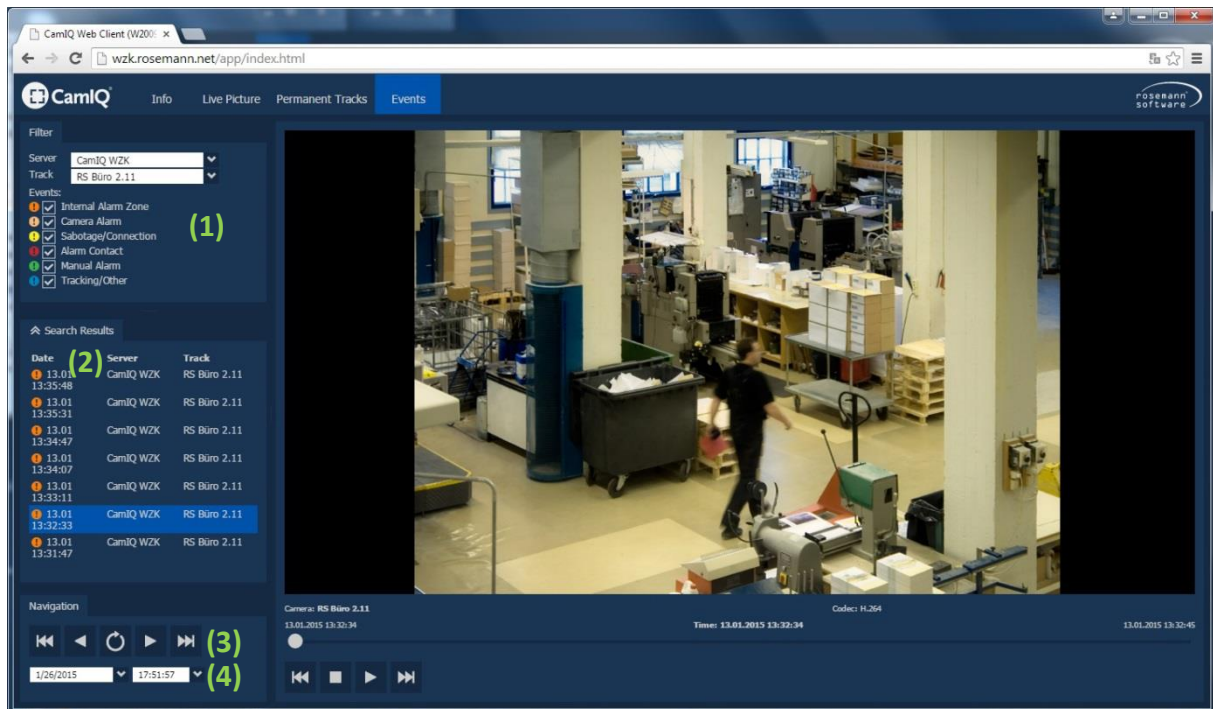 CamIQ Web Client (W2009
wzk.rosemann.net/app/index.html
CamIQ Info Live Picture Permanent Tracks Events
rosemann
software
Filter
Server CamIQ WZK
Track RS Büro 2.11
Events:
Internal Alarm Zone
Camera Alarm
Sabotage/Connection
Alarm Contact
Manual Alarm
Tracking/Other
(1)
Search Results
Date (2) Server Track
13.01 CamIQ WZK RS Büro 2.11
13:35:48
13.01 CamIQ WZK RS Büro 2.11
13:35:31
13.01 CamIQ WZK RS Büro 2.11
13:34:47
13.01 CamIQ WZK RS Büro 2.11
13:34:07
13.01 CamIQ WZK RS Büro 2.11
13:33:11
13.01 CamIQ WZK RS Büro 2.11
13:32:33
13.01 CamIQ WZK RS Büro 2.11
13:31:47
Navigation
(3)
1/26/2015 17:51:57 (4)
Camera: RS Büro 2.11 Codec: H.264
13.01.2015 13:32:34 Time: 13.01.2015 13:32:34 13.01.2015 13:32:45